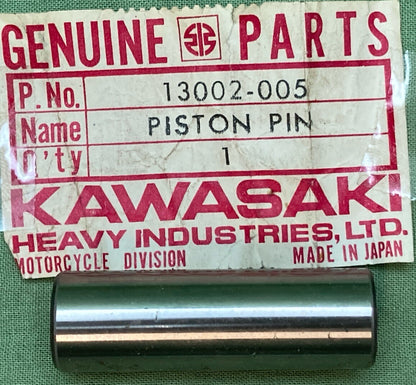 GENUINE PARTS
P. No. 13002-005
Name PISTON PIN
Q'ty 1
KAWASAKI
HEAVY INDUSTRIES, LTD.
MOTORCYCLE DIVISION MADE IN JAPAN